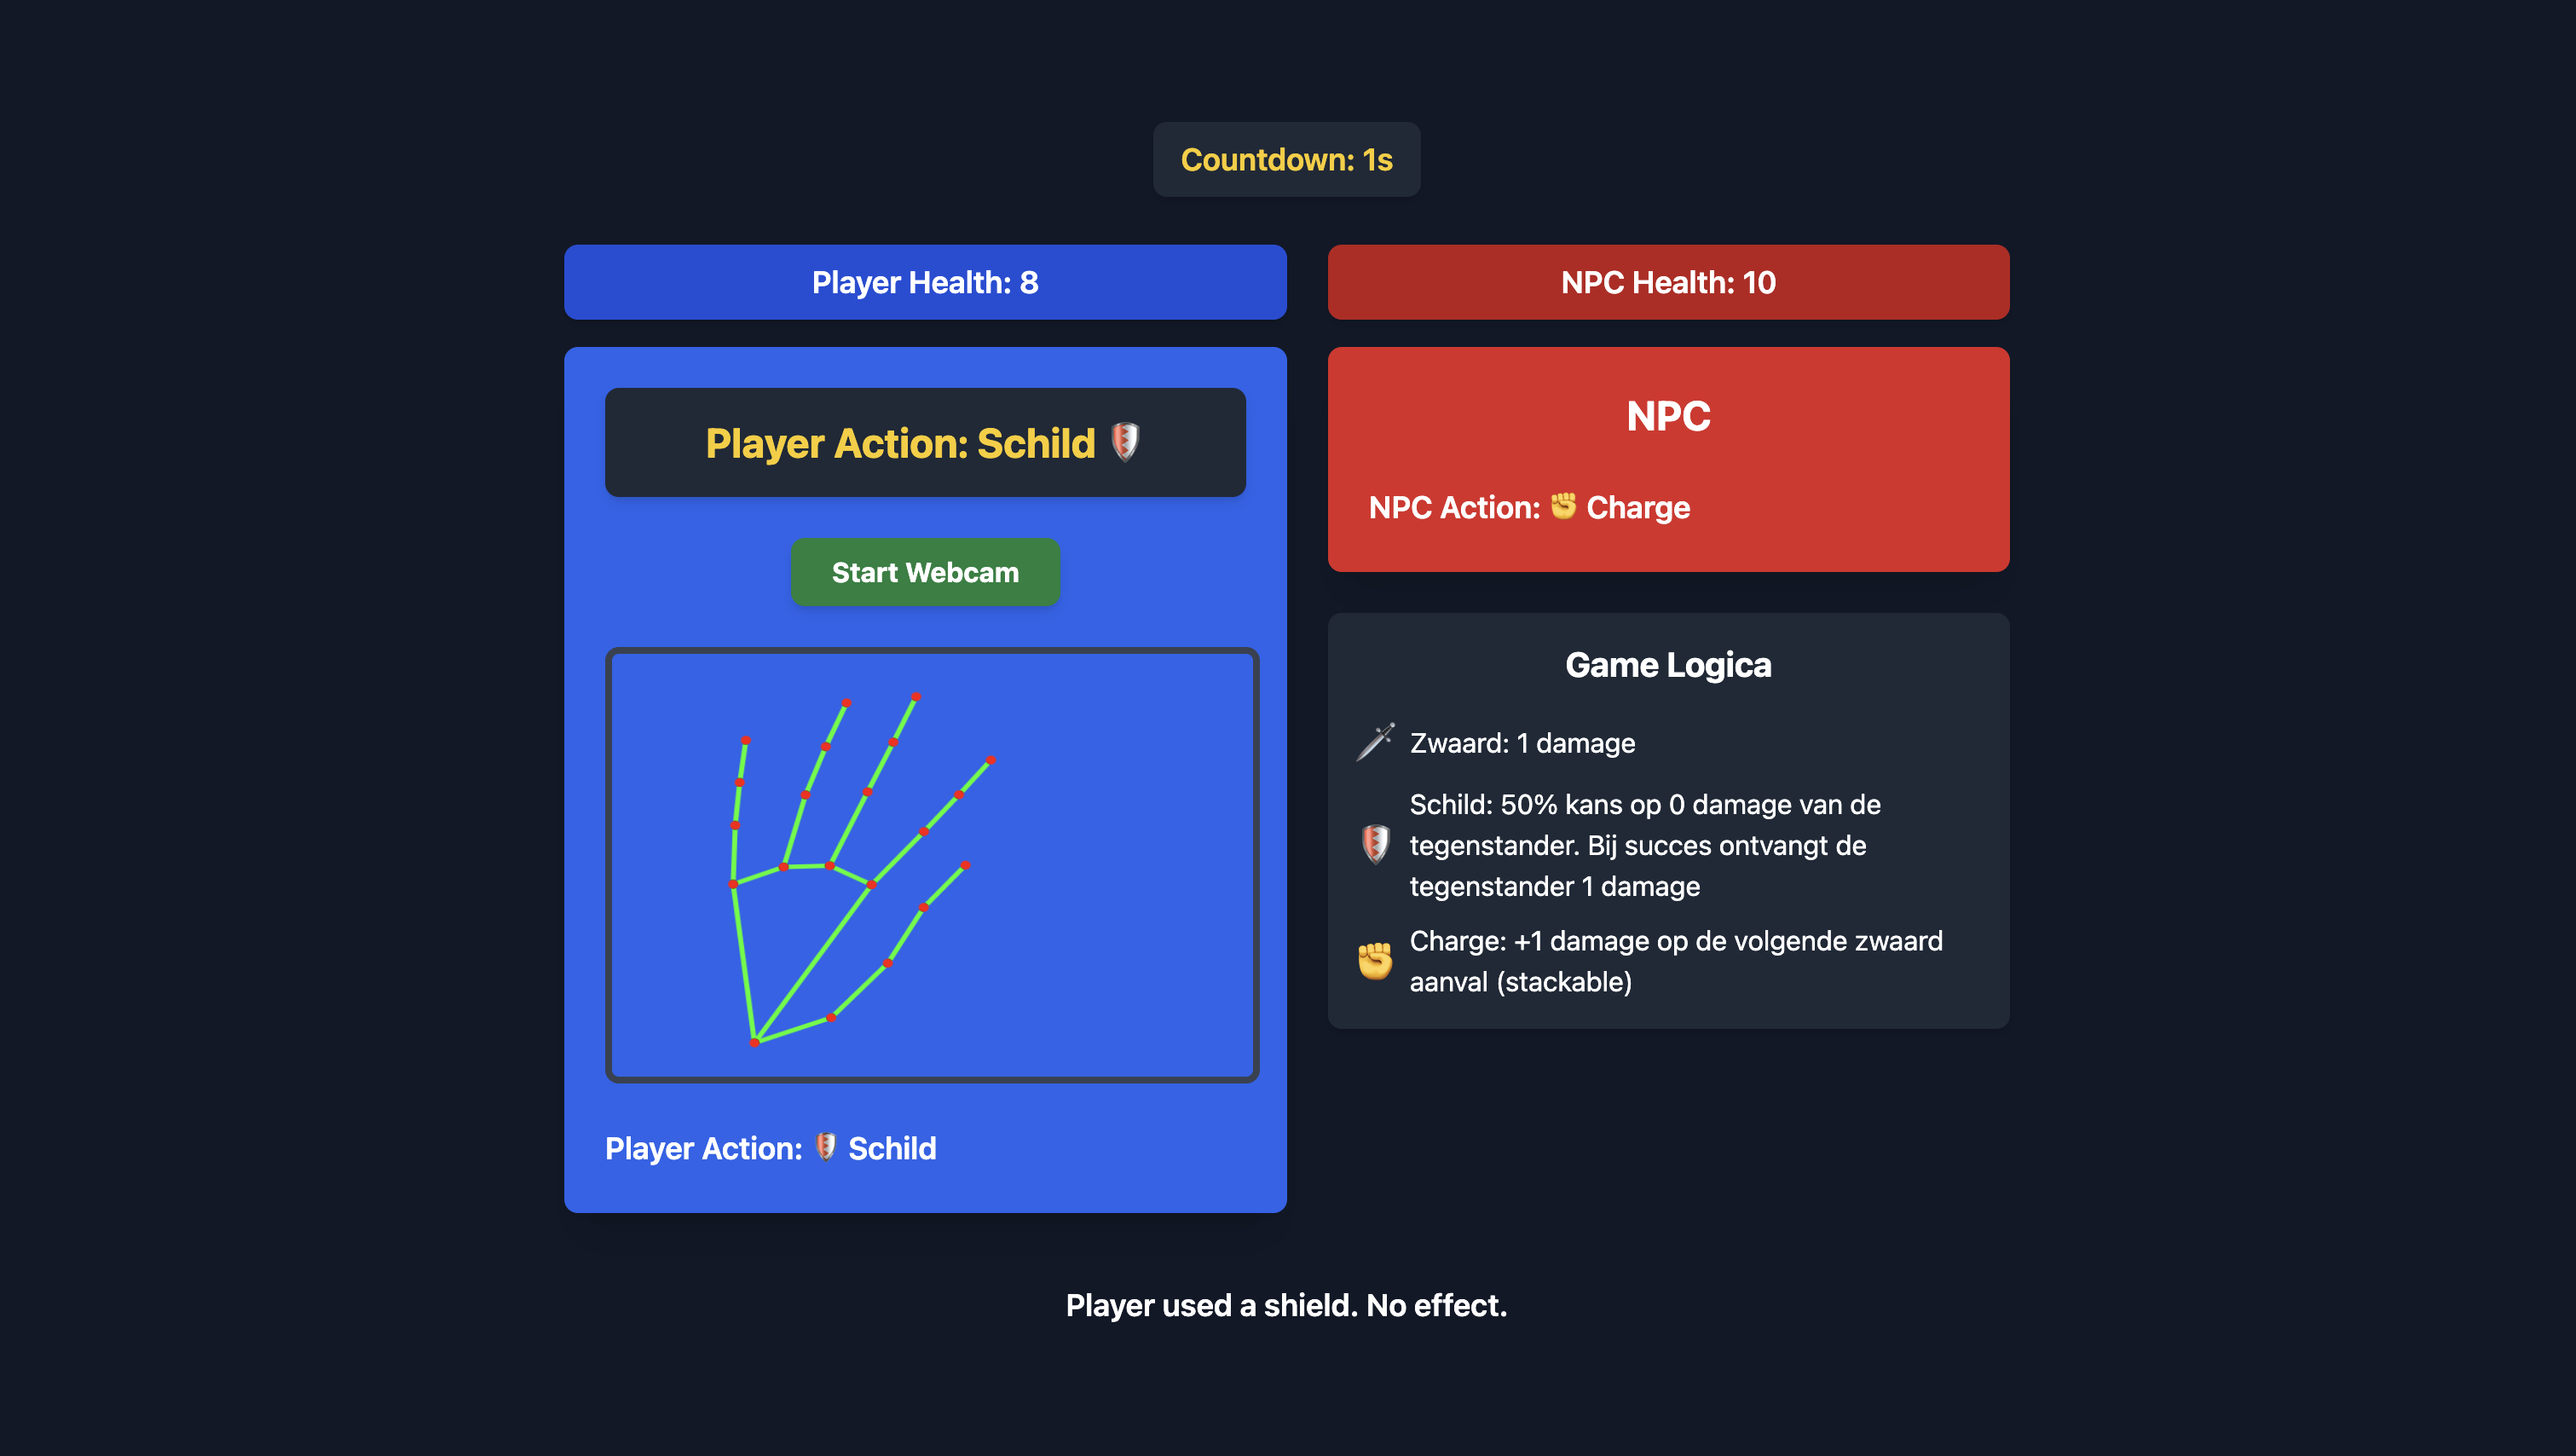 Countdown: 1s
Player Health: 8
NPC Health: 10
Player Action: Schild 🛡️
Start Webcam
Player Action: 🛡️ Schild
NPC
NPC Action: ✊ Charge
Game Logica
🗡️ Zwaard: 1 damage
🛡️ Schild: 50% kans op 0 damage van de
tegenstander. Bij succes ontvangt de
tegenstander 1 damage
✊ Charge: +1 damage op de volgende zwaard
aanval (stackable)
Player used a shield. No effect.